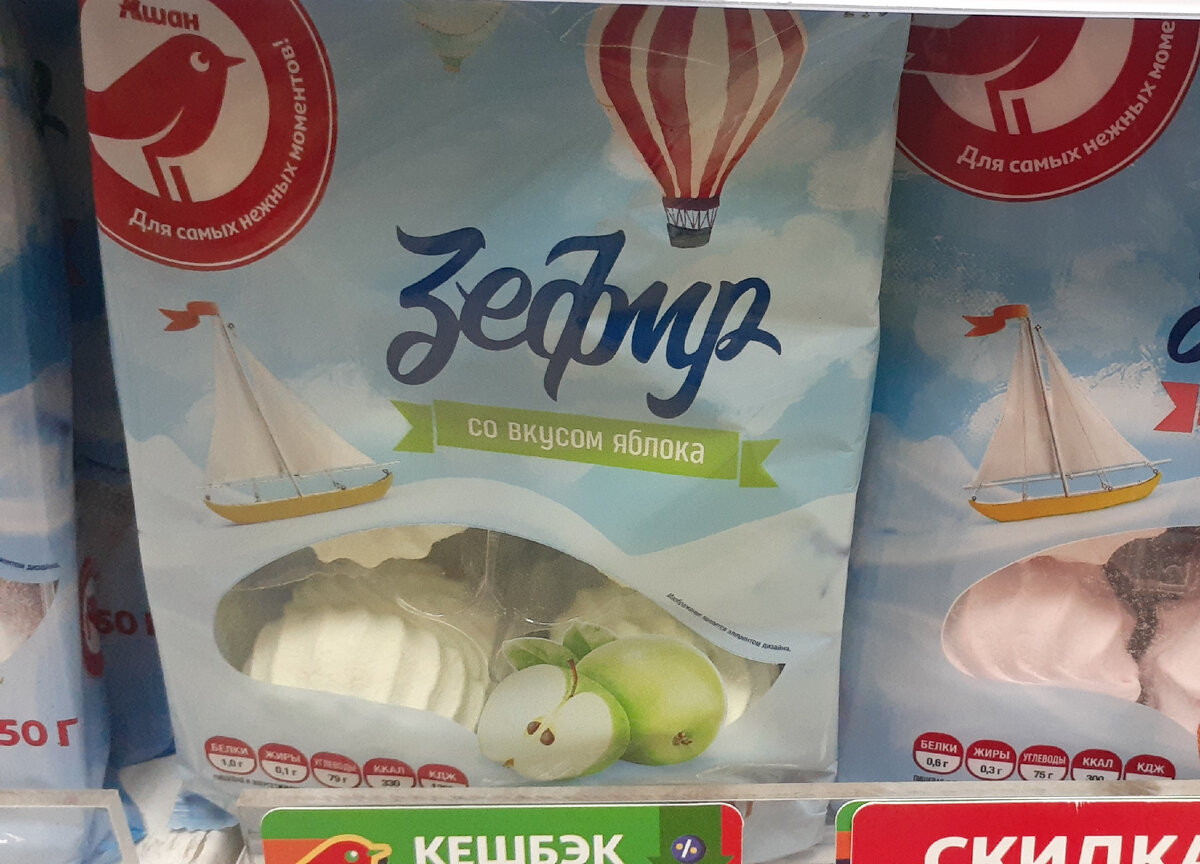 Ашан
Для самых нежных моментов!
Зефир
со вкусом яблока
Изображение является элементом дизайна.
БЕЛКИ
1,0 г
ЖИРЫ
0,1 г
УГЛЕВОДЫ
79 г
ККАЛ
330
КДЖ
Для самых нежных моме
БЕЛКИ
0,6 г
ЖИРЫ
0,3 г
УГЛЕВОДЫ
75 г
ККАЛ
300
КДЖ
50 г
50 Г
КЕШБЭК
%
СКИДКА